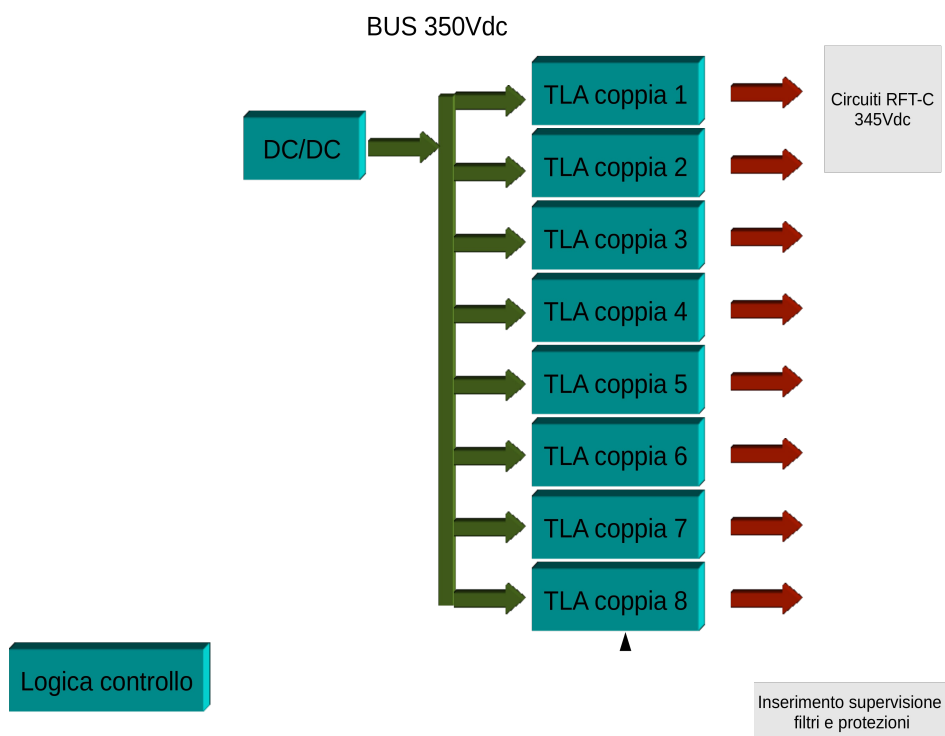 BUS 350Vdc
DC/DC
TLA coppia 1
TLA coppia 2
TLA coppia 3
TLA coppia 4
TLA coppia 5
TLA coppia 6
TLA coppia 7
TLA coppia 8
Circuiti RFT-C
345Vdc
Logica controllo
Inserimento supervisione
filtri e protezioni